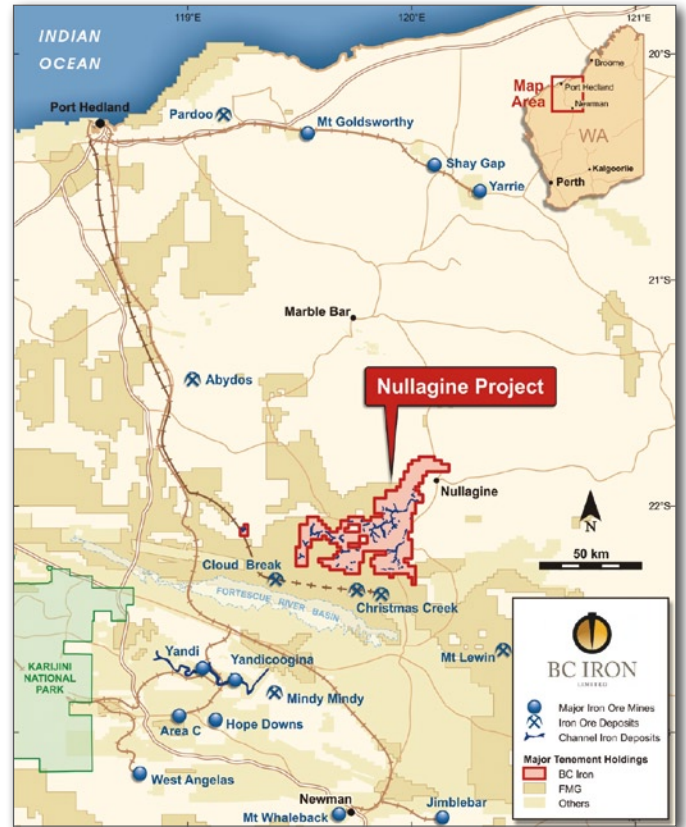 119°E
120°E
121°E
INDIAN
OCEAN
20°S
Broome
Map
Area
Port Hedland
Newman
WA
Kalgoorlie
Perth
Port Hedland
Pardoo
Mt Goldsworthy
Shay Gap
Yarrie
21°S
Marble Bar
Abydos
Nullagine Project
Nullagine
22°S
N
50 km
Cloud Break
FORTESCUE RIVER BASIN
Christmas Creek
KARIJINI
NATIONAL
PARK
Yandi
Yandicoogina
Mindy Mindy
Mt Lewin
Area C
Hope Downs
West Angelas
Newman
Mt Whaleback
Jimblebar
BC IRON
LIMITED
Major Iron Ore Mines
Iron Ore Deposits
Channel Iron Deposits
Major Tenement Holdings
BC Iron
FMG
Others